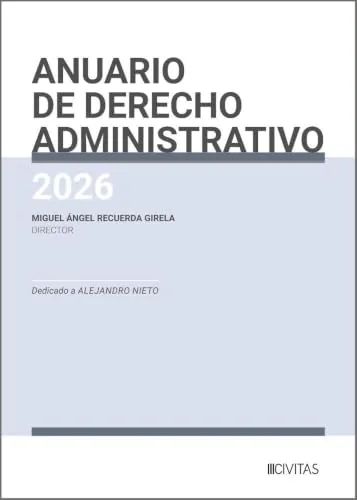 ANUARIO
DE DERECHO
ADMINISTRATIVO
2026
MIGUEL ÁNGEL RECUERDA GIRELA
DIRECTOR
Dedicado a ALEJANDRO NIETO
CIVITAS